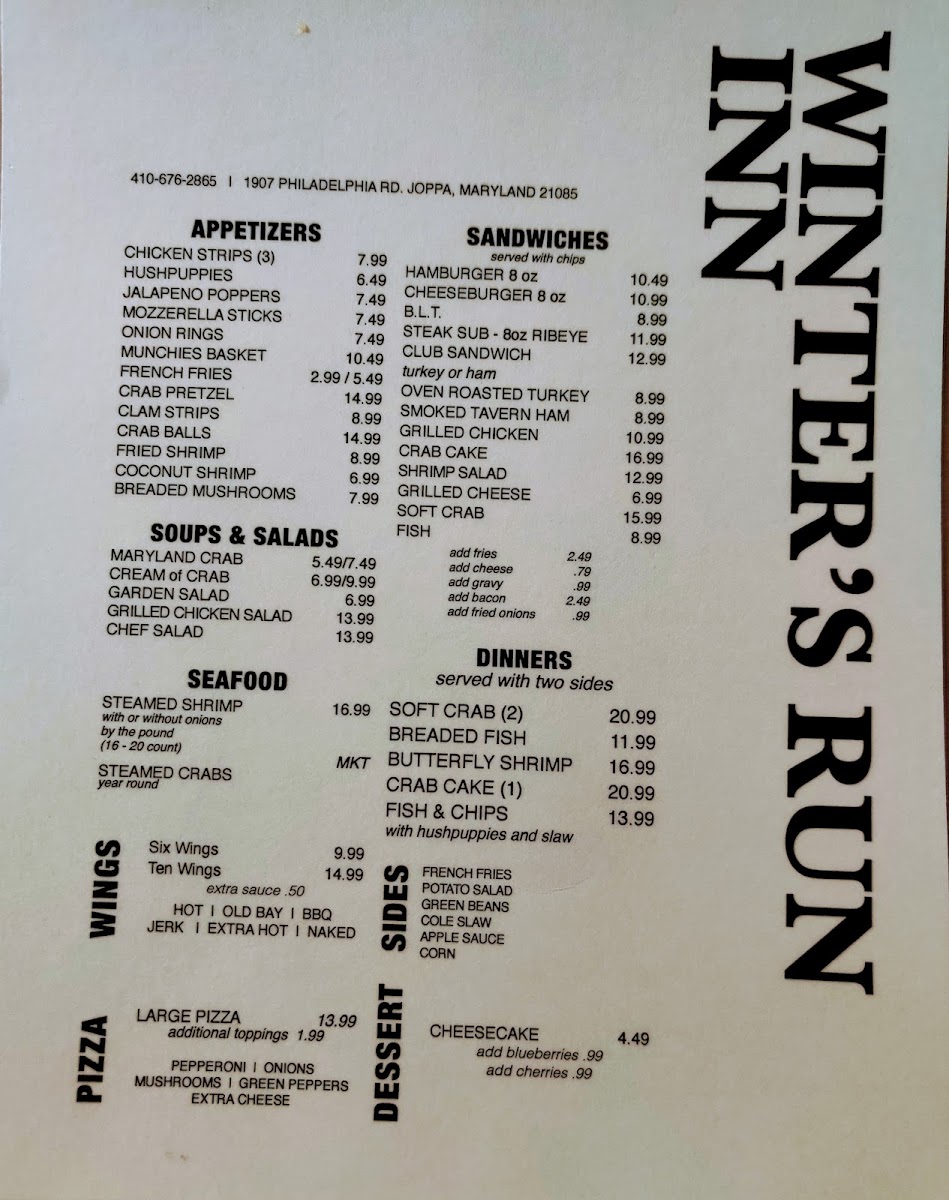 WINTER'S RUN
INN
410-676-2865 | 1907 PHILADELPHIA RD. JOPPA, MARYLAND 21085
APPETIZERS
CHICKEN STRIPS (3) 7.99
HUSHPUPPIES 6.49
JALAPENO POPPERS 7.49
MOZZERELLA STICKS 7.49
ONION RINGS 7.49
MUNCHIES BASKET 10.49
FRENCH FRIES 2.99 / 5.49
CRAB PRETZEL 14.99
CLAM STRIPS 8.99
CRAB BALLS 14.99
FRIED SHRIMP 8.99
COCONUT SHRIMP 6.99
BREADED MUSHROOMS 7.99
SOUPS & SALADS
MARYLAND CRAB 5.49/7.49
CREAM of CRAB 6.99/9.99
GARDEN SALAD 6.99
GRILLED CHICKEN SALAD 13.99
CHEF SALAD 13.99
SEAFOOD
STEAMED SHRIMP 16.99
with or without onions
by the pound
(16 - 20 count)
STEAMED CRABS MKT
year round
WINGS
Six Wings 9.99
Ten Wings 14.99
extra sauce .50
HOT | OLD BAY | BBQ
JERK | EXTRA HOT | NAKED
PIZZA
LARGE PIZZA 13.99
additional toppings 1.99
PEPPERONI | ONIONS
MUSHROOMS | GREEN PEPPERS
EXTRA CHEESE
SANDWICHES
served with chips
HAMBURGER 8 oz 10.49
CHEESEBURGER 8 oz 10.99
B.L.T. 8.99
STEAK SUB - 8oz RIBEYE 11.99
CLUB SANDWICH 12.99
turkey or ham
OVEN ROASTED TURKEY 8.99
SMOKED TAVERN HAM 8.99
GRILLED CHICKEN 10.99
CRAB CAKE 16.99
SHRIMP SALAD 12.99
GRILLED CHEESE 6.99
SOFT CRAB 15.99
FISH 8.99
add fries 2.49
add cheese .79
add gravy .99
add bacon 2.49
add fried onions .99
DINNERS
served with two sides
SOFT CRAB (2) 20.99
BREADED FISH 11.99
BUTTERFLY SHRIMP 16.99
CRAB CAKE (1) 20.99
FISH & CHIPS 13.99
with hushpuppies and slaw
SIDES
FRENCH FRIES
POTATO SALAD
GREEN BEANS
COLE SLAW
APPLE SAUCE
CORN
DESSERT
CHEESECAKE 4.49
add blueberries .99
add cherries .99